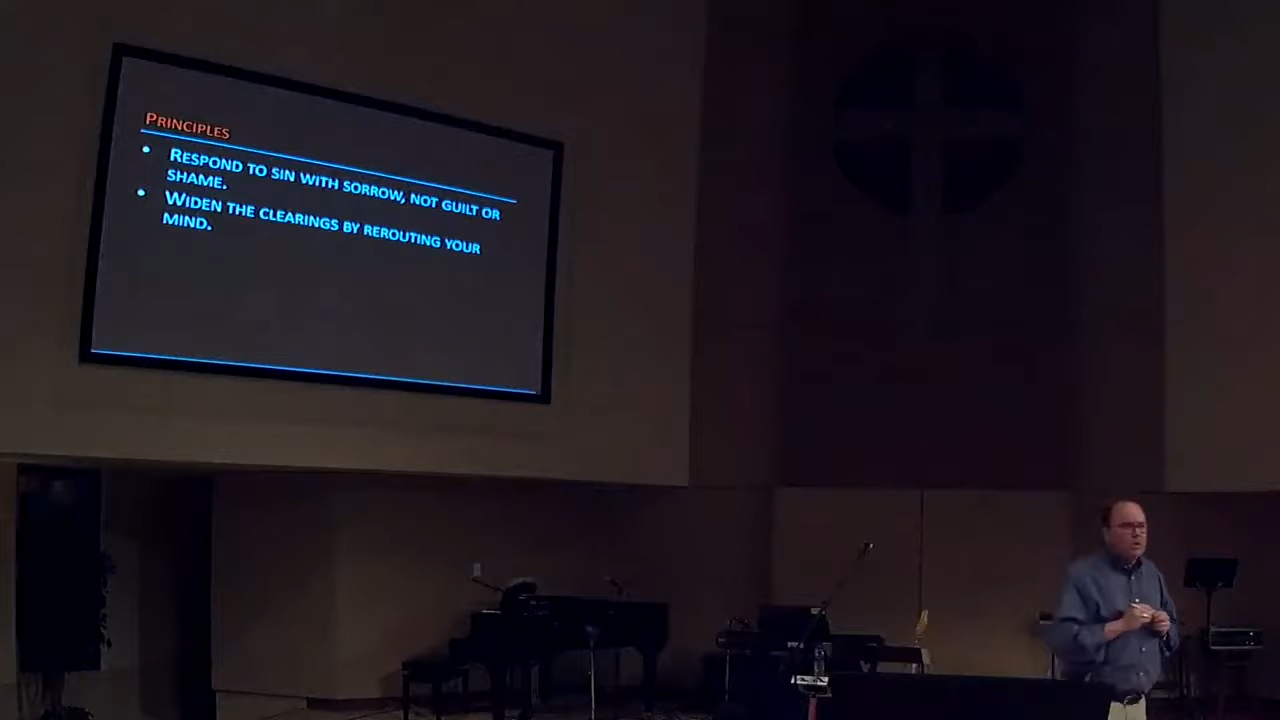 PRINCIPLES
• RESPOND TO SIN WITH SORROW, NOT GUILT OR
SHAME.
• WIDEN THE CLEARINGS BY REROUTING YOUR
MIND.